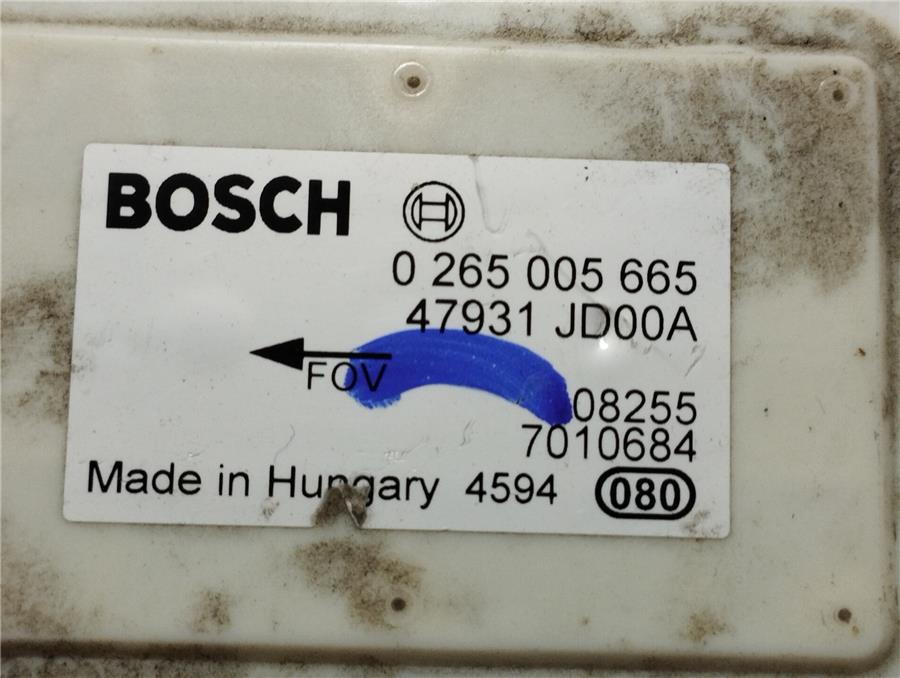 BOSCH
0 265 005 665
47931 JD00A
FOV
08255
7010684
Made in Hungary 4594 080